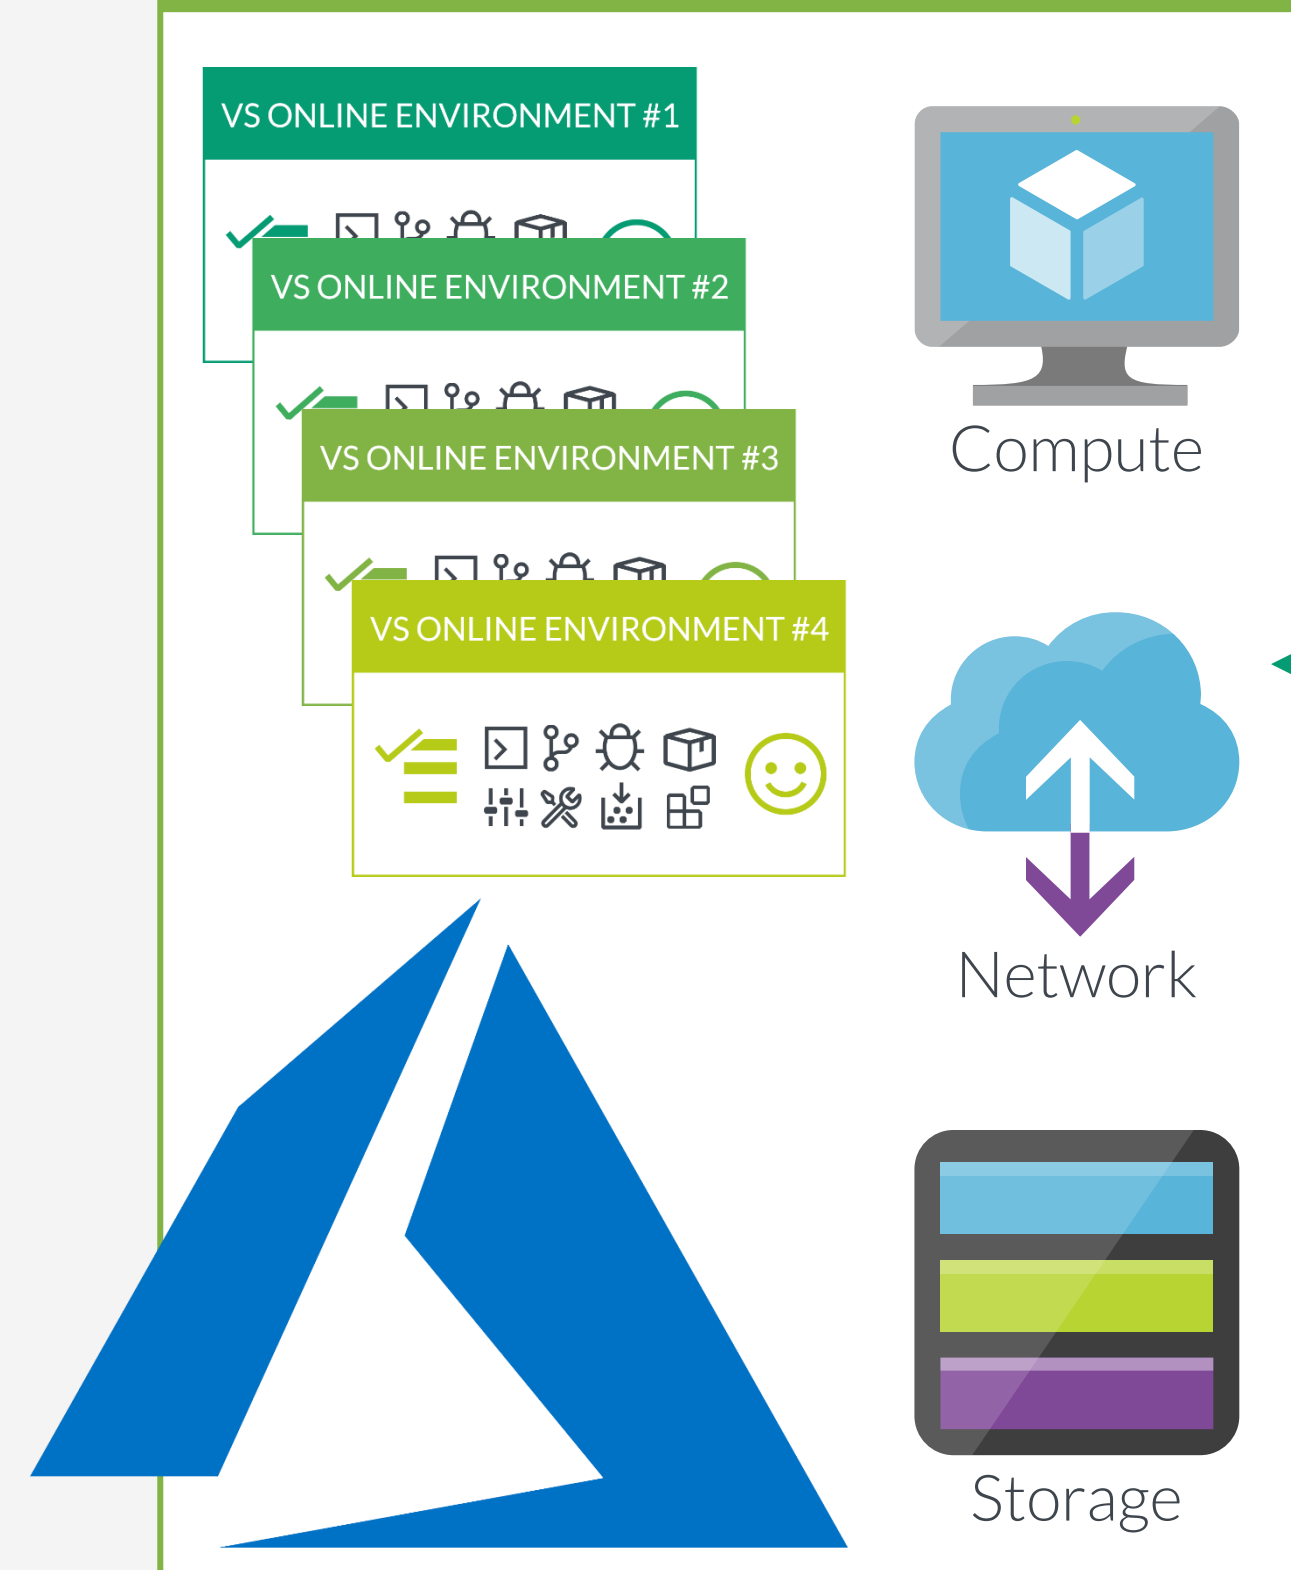 VS ONLINE ENVIRONMENT #1
VS ONLINE ENVIRONMENT #2
VS ONLINE ENVIRONMENT #3
VS ONLINE ENVIRONMENT #4
Compute
Network
Storage